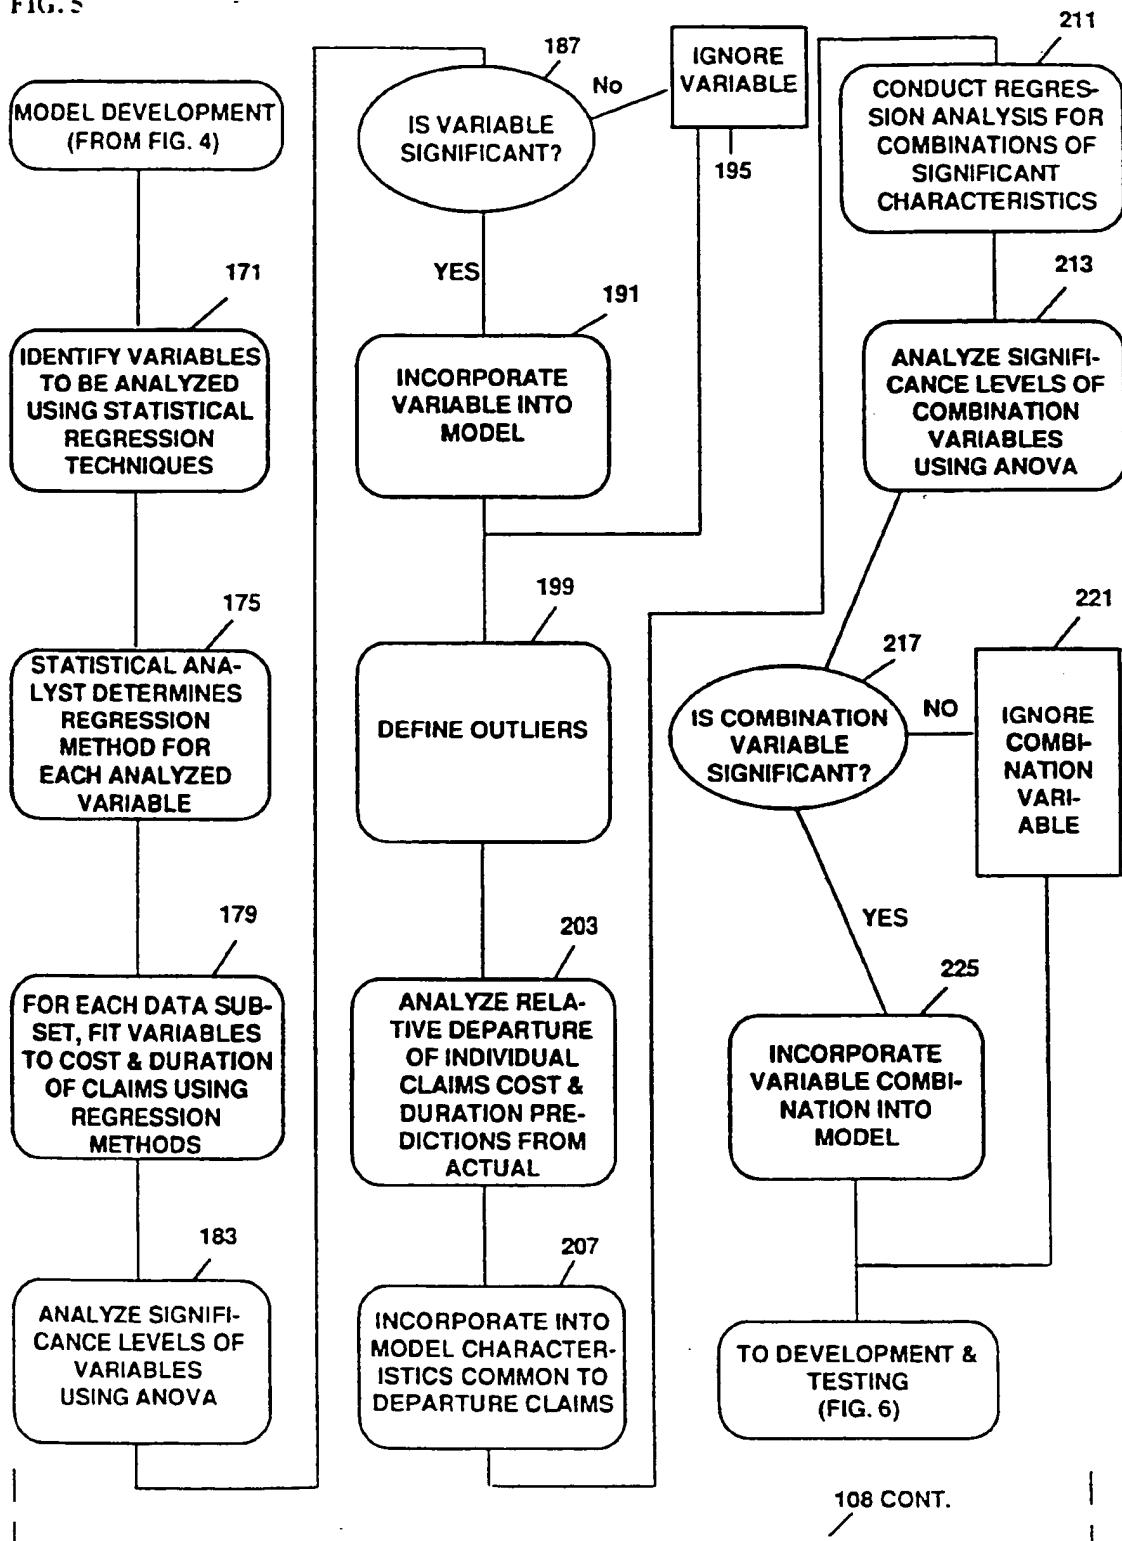 FIG. 5
MODEL DEVELOPMENT
(FROM FIG. 4)
171
IDENTIFY VARIABLES
TO BE ANALYZED
USING STATISTICAL
REGRESSION
TECHNIQUES
175
STATISTICAL ANA-
LYST DETERMINES
REGRESSION
METHOD FOR
EACH ANALYZED
VARIABLE
179
FOR EACH DATA SUB-
SET, FIT VARIABLES
TO COST & DURATION
OF CLAIMS USING
REGRESSION
METHODS
183
ANALYZE SIGNIFI-
CANCE LEVELS OF
VARIABLES
USING ANOVA
187
IS VARIABLE
SIGNIFICANT?
No
IGNORE
VARIABLE
195
YES
191
INCORPORATE
VARIABLE INTO
MODEL
199
DEFINE OUTLIERS
203
ANALYZE RELA-
TIVE DEPARTURE
OF INDIVIDUAL
CLAIMS COST &
DURATION PRE-
DICTIONS FROM
ACTUAL
207
INCORPORATE INTO
MODEL CHARACTER-
ISTICS COMMON TO
DEPARTURE CLAIMS
211
CONDUCT REGRES-
SION ANALYSIS FOR
COMBINATIONS OF
SIGNIFICANT
CHARACTERISTICS
213
ANALYZE SIGNIFI-
CANCE LEVELS OF
COMBINATION
VARIABLES
USING ANOVA
217
IS COMBINATION
VARIABLE
SIGNIFICANT?
NO
221
IGNORE
COMBI-
NATION
VARI-
ABLE
YES
225
INCORPORATE
VARIABLE COMBI-
NATION INTO
MODEL
TO DEVELOPMENT &
TESTING
(FIG. 6)
108 CONT.